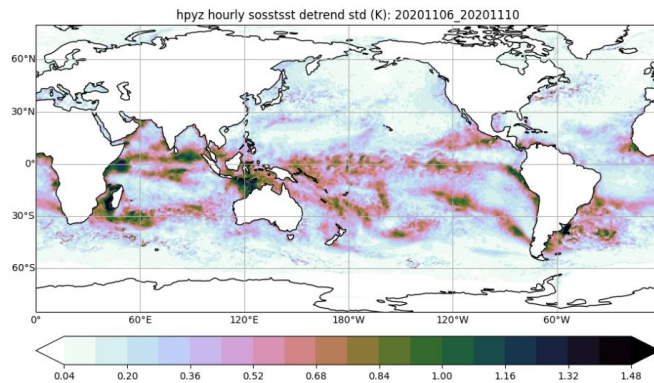 hpyz hourly sosstsst detrend std (K): 20201106_20201110
60°N
30°N
0°
30°S
60°S
0° 60°E 120°E 180°W 120°W 60°W
0.04 0.20 0.36 0.52 0.68 0.84 1.00 1.16 1.32 1.48